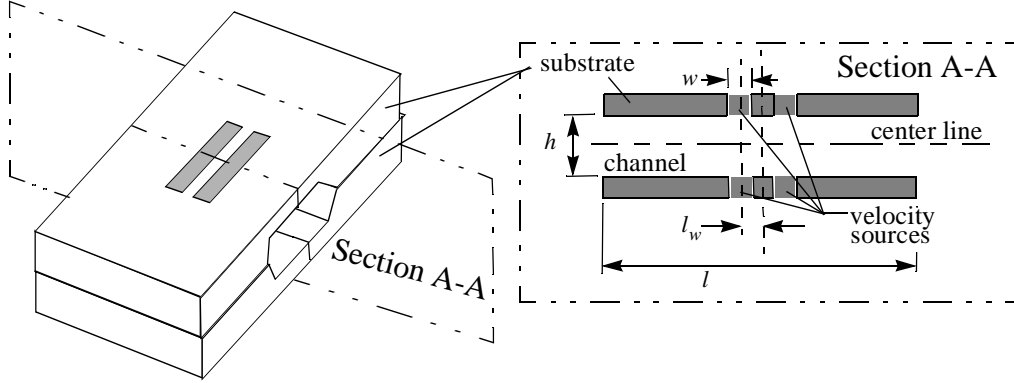 substrate
w
Section A-A
h
center line
channel
l_w
velocity
sources
l
Section A-A